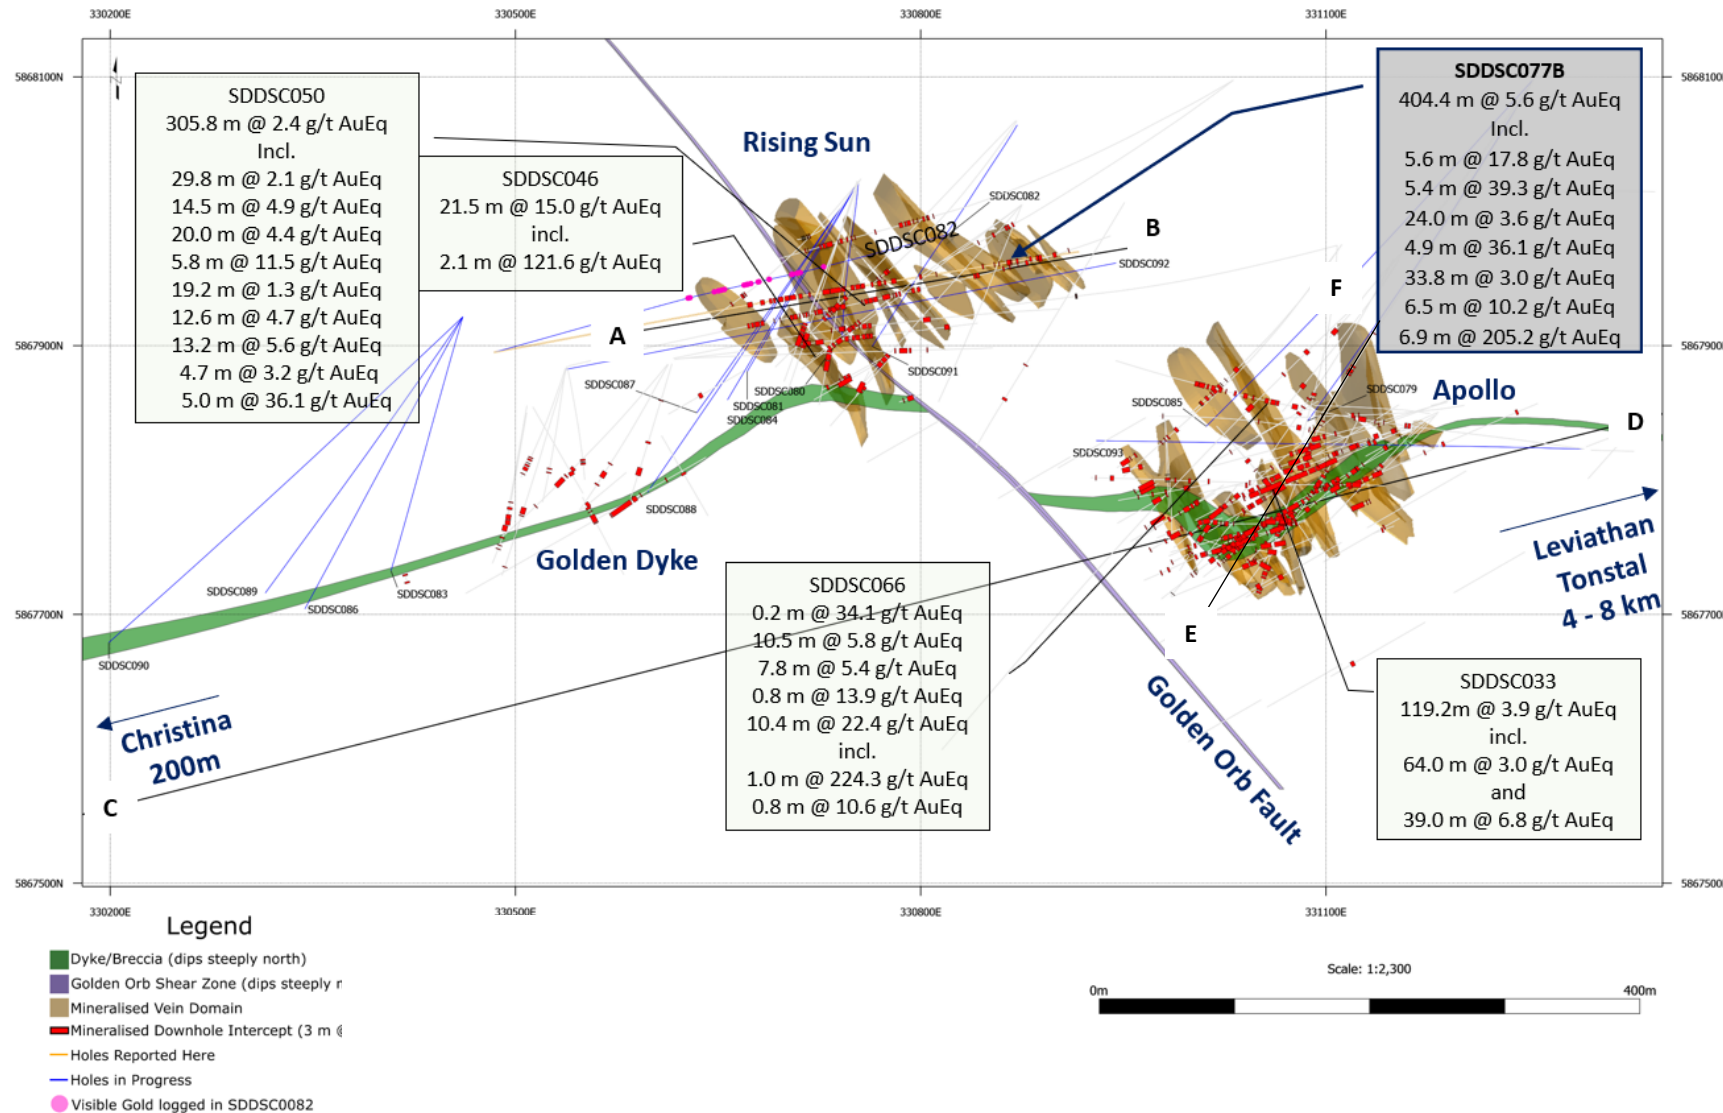 330200E
330500E
330800E
331100E
5868100N
5868100N
SDDSC050
305.8 m @ 2.4 g/t AuEq
Incl.
29.8 m @ 2.1 g/t AuEq
14.5 m @ 4.9 g/t AuEq
20.0 m @ 4.4 g/t AuEq
5.8 m @ 11.5 g/t AuEq
19.2 m @ 1.3 g/t AuEq
12.6 m @ 4.7 g/t AuEq
13.2 m @ 5.6 g/t AuEq
4.7 m @ 3.2 g/t AuEq
5.0 m @ 36.1 g/t AuEq
SDDSC046
21.5 m @ 15.0 g/t AuEq
incl.
2.1 m @ 121.6 g/t AuEq
Rising Sun
SDDSC077B
404.4 m @ 5.6 g/t AuEq
Incl.
5.6 m @ 17.8 g/t AuEq
5.4 m @ 39.3 g/t AuEq
24.0 m @ 3.6 g/t AuEq
4.9 m @ 36.1 g/t AuEq
33.8 m @ 3.0 g/t AuEq
6.5 m @ 10.2 g/t AuEq
6.9 m @ 205.2 g/t AuEq
SDDSC082
SDDSC082
B
SDDSC092
F
A
5867900N
5867900N
SDDSC091
SDDSC087
SDDSC080
SDDSC081
SDDSC084
SDDSC079
Apollo
SDDSC085
D
SDDSC093
SDDSC088
Golden Dyke
Leviathan
Tonstal
4 - 8 km
SDDSC089
SDDSC083
SDDSC086
5867700N
5867700N
SDDSC066
0.2 m @ 34.1 g/t AuEq
10.5 m @ 5.8 g/t AuEq
7.8 m @ 5.4 g/t AuEq
0.8 m @ 13.9 g/t AuEq
10.4 m @ 22.4 g/t AuEq
incl.
1.0 m @ 224.3 g/t AuEq
0.8 m @ 10.6 g/t AuEq
E
SDDSC090
SDDSC033
119.2m @ 3.9 g/t AuEq
incl.
64.0 m @ 3.0 g/t AuEq
and
39.0 m @ 6.8 g/t AuEq
Christina
200m
Golden Orb Fault
C
5867500N
5867500N
330200E
330500E
330800E
331100E
Legend
Dyke/Breccia (dips steeply north)
Golden Orb Shear Zone (dips steeply n
Mineralised Vein Domain
Mineralised Downhole Intercept (3 m @
Holes Reported Here
Holes in Progress
Visible Gold logged in SDDSC0082
Scale: 1:2,300
0m
400m